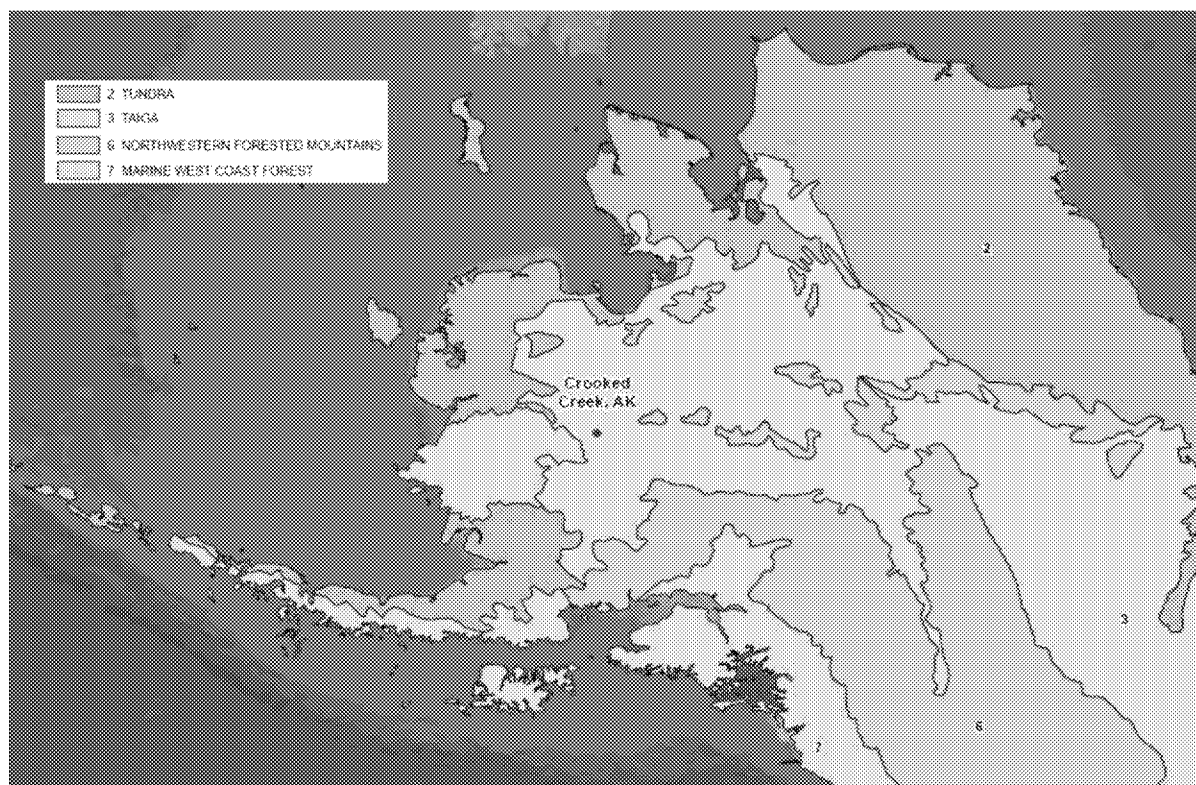 2 TUNDRA
3 TAIGA
6 NORTHWESTERN FORESTED MOUNTAINS
7 MARINE WEST COAST FOREST
2
Crooked
Creek, AK
3
6
7